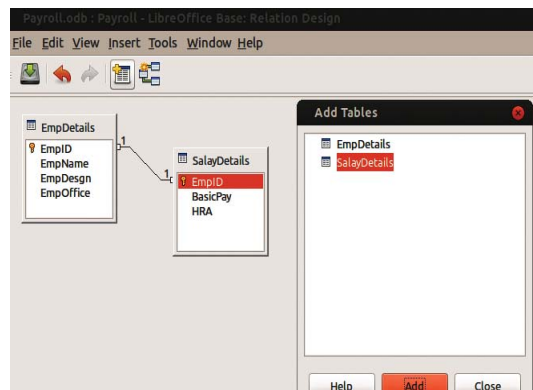 Payroll.odb : Payroll - LibreOffice Base: Relation Design
File Edit View Insert Tools Window Help
EmpDetails
EmpID
EmpName
EmpDesgn
EmpOffice
1
1
SalayDetails
EmpID
BasicPay
HRA
Add Tables
EmpDetails
SalayDetails
Help Add Close